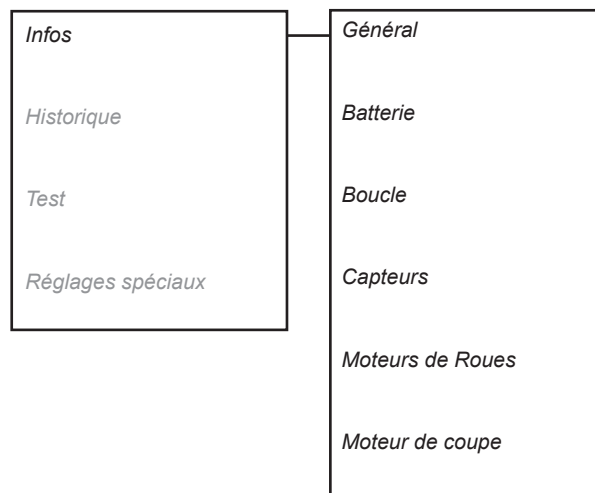 Infos
Historique
Test
Réglages spéciaux
Général
Batterie
Boucle
Capteurs
Moteurs de Roues
Moteur de coupe